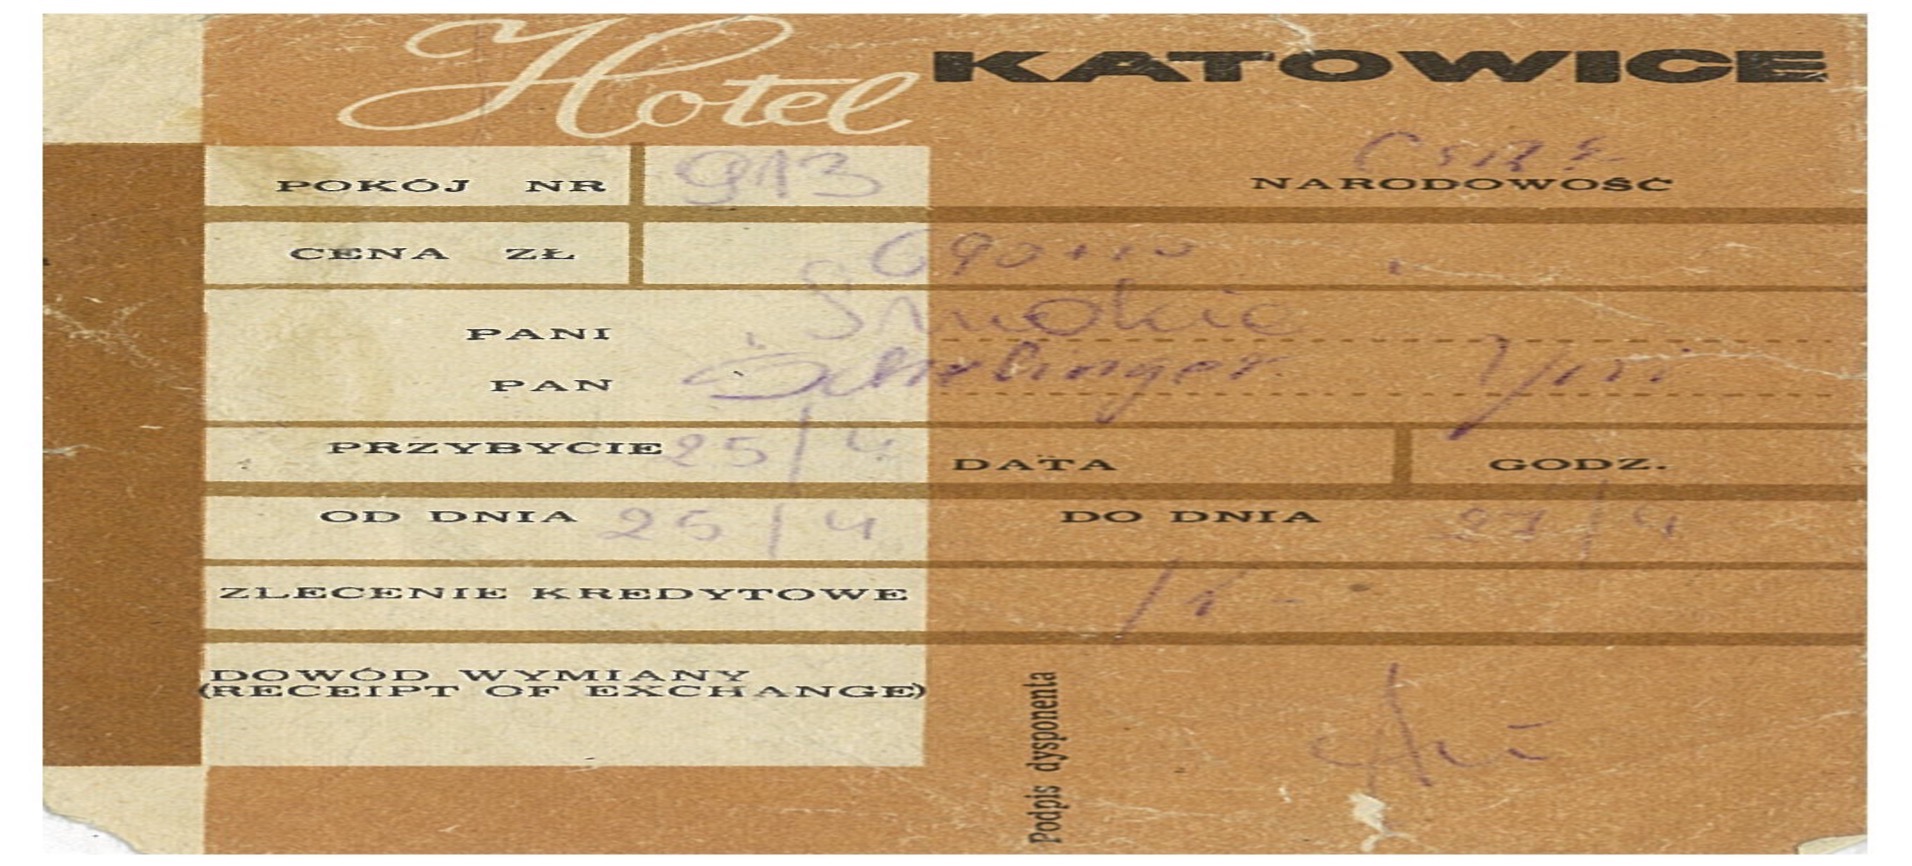 Hotel KATOWICE
POKÓJ NR 913
NARODOWOŚĆ
CENA ZŁ
PANI
PAN Schelinger
PRZYBYCIE 25/4 DATA GODZ.
OD DNIA 25/4 DO DNIA 27/4
ZLECENIE KREDYTOWE
DOWÓD WYMIANY
(RECEIPT OF EXCHANGE)
Podpis dysponenta